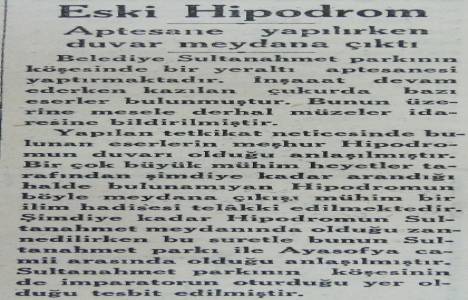 Eski Hipodrom
Aptesane yapılırken
duvar meydana çıktı
Belediye Sultanahmet parkının
köşesinde bir yeraltı aptesanesi
yaptırmaktadır. İnşaat devam
ederken kazılan çukurda bazı
eserler bulunmuştur. Bunun üze-
rine mesele derhal müzeler ida-
resine bildirilmiştir.
Yapılan tetkikat neticesinde bu-
lunan eserlerin meşhur Hipodro-
mun duvarı olduğu anlaşılmıştır.
Bir çok büyük mühim heyetler ta-
rafından şimdiye kadar arandığı
halde bulunamıyan Hipodromun
böyle meydana çıkışı mühim bir
ilim hadisesi telâkki edilmektedir.
Şimdiye kadar Hipodromun Sul-
tanahmet meydanında olduğu zan-
nedilirken bu suretle bunun Sul-
tanahmet parkı ile Ayasofya ca-
mii arasında olduğu Anlaşılmıştır.
Sultanahmet parkının köşesinin
de imparatorun oturduğu yer ol-
duğu tesbit edilmiştir.